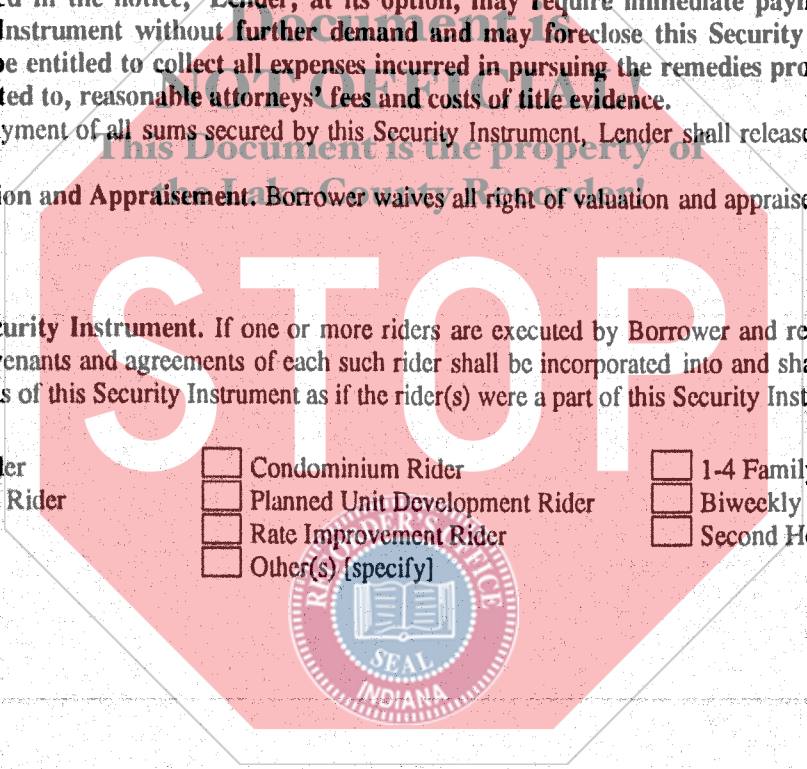 ed in the notice, Lender, at its option, may require immediate paym
Document is
Instrument without further demand and may foreclose this Security
be entitled to collect all expenses incurred in pursuing the remedies pro
NOT OFFICIAL!
ted to, reasonable attorneys' fees and costs of title evidence.
yment of all sums secured by this Security Instrument, Lender shall release
This Document is the property of
the Lake County Recorder!
ion and Appraisement. Borrower waives all right of valuation and appraise
STOP
curity Instrument. If one or more riders are executed by Borrower and re
venants and agreements of each such rider shall be incorporated into and sha
s of this Security Instrument as if the rider(s) were a part of this Security Inst
der Condominium Rider 1-4 Family
Rider Planned Unit Development Rider Biweekly
Rate Improvement Rider Second Ho
Other(s) [specify]
RECORDER'S OFFICE
SEAL
INDIANA